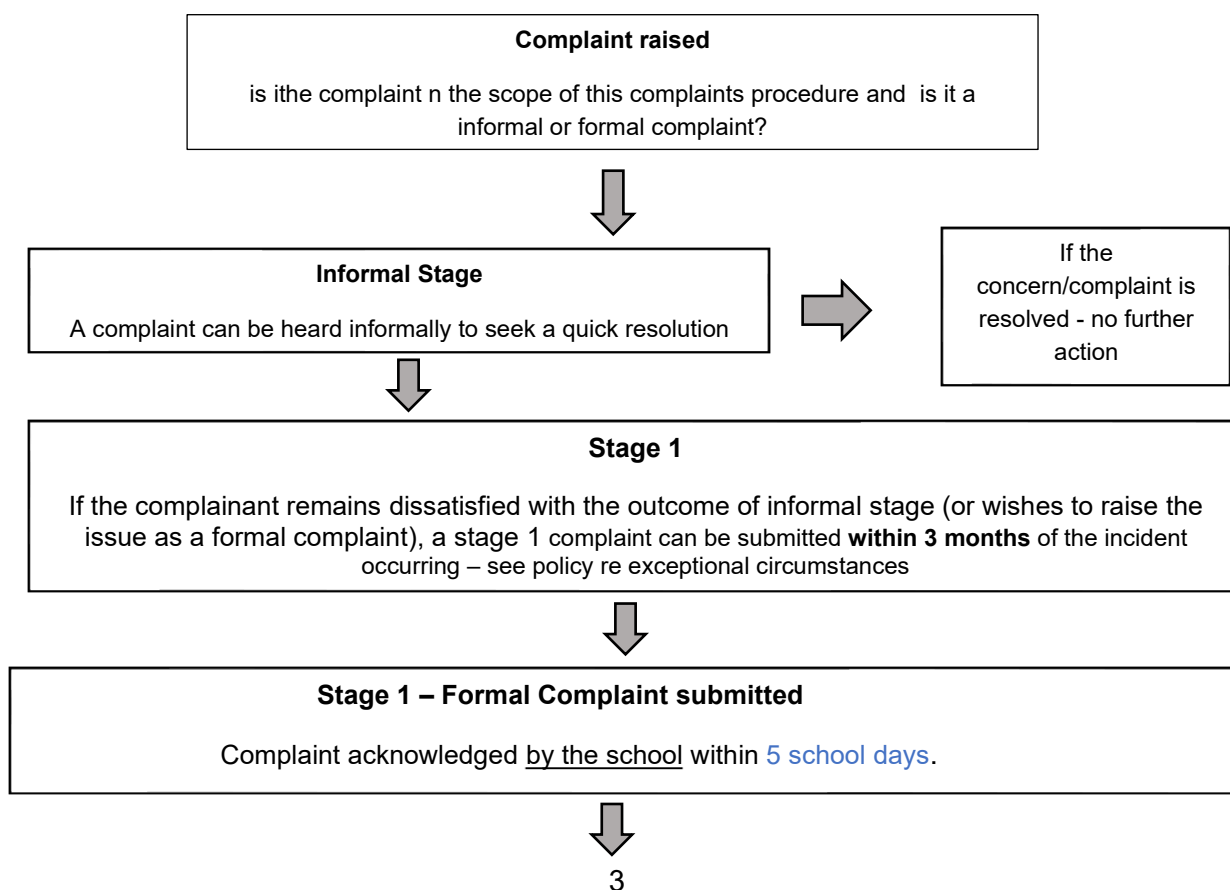 Complaint raised
is ithe complaint n the scope of this complaints procedure and  is it a
informal or formal complaint?
Informal Stage
A complaint can be heard informally to seek a quick resolution
If the
concern/complaint is
resolved - no further
action
Stage 1
If the complainant remains dissatisfied with the outcome of informal stage (or wishes to raise the
issue as a formal complaint), a stage 1 complaint can be submitted within 3 months of the incident
occurring – see policy re exceptional circumstances
Stage 1 – Formal Complaint submitted
Complaint acknowledged by the school within 5 school days.
3